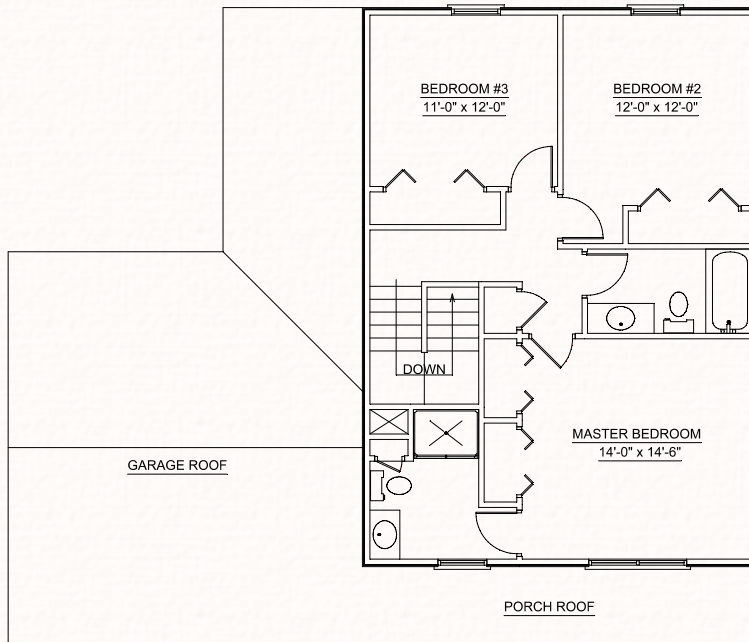 BEDROOM #3
11'-0" x 12'-0"
BEDROOM #2
12'-0" x 12'-0"
DOWN
MASTER BEDROOM
14'-0" x 14'-6"
GARAGE ROOF
PORCH ROOF